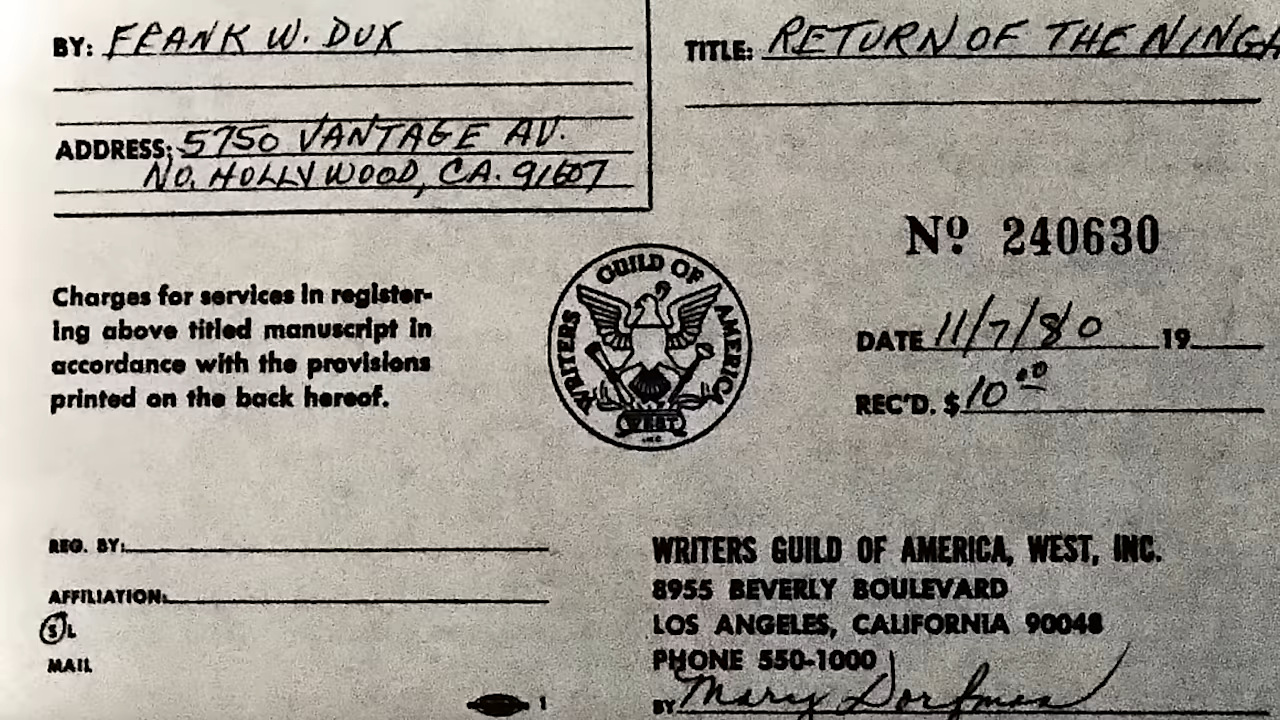 BY: FRANK W. DUX
TITLE: RETURN OF THE NINGA
ADDRESS: 5750 VANTAGE AV.
NO. HOLLYWOOD, CA. 91607
Nº 240630
Charges for services in register-
ing above titled manuscript in
accordance with the provisions
printed on the back hereof.
WRITERS GUILD OF AMERICA
WEST
INC
DATE 11/7/80 19
REC'D. $ 10.00
REG. BY:
AFFILIATION:
S L
MAIL
WRITERS GUILD OF AMERICA, WEST, INC.
8955 BEVERLY BOULEVARD
LOS ANGELES, CALIFORNIA 90048
PHONE 550-1000
BY Mary Dorfman
1